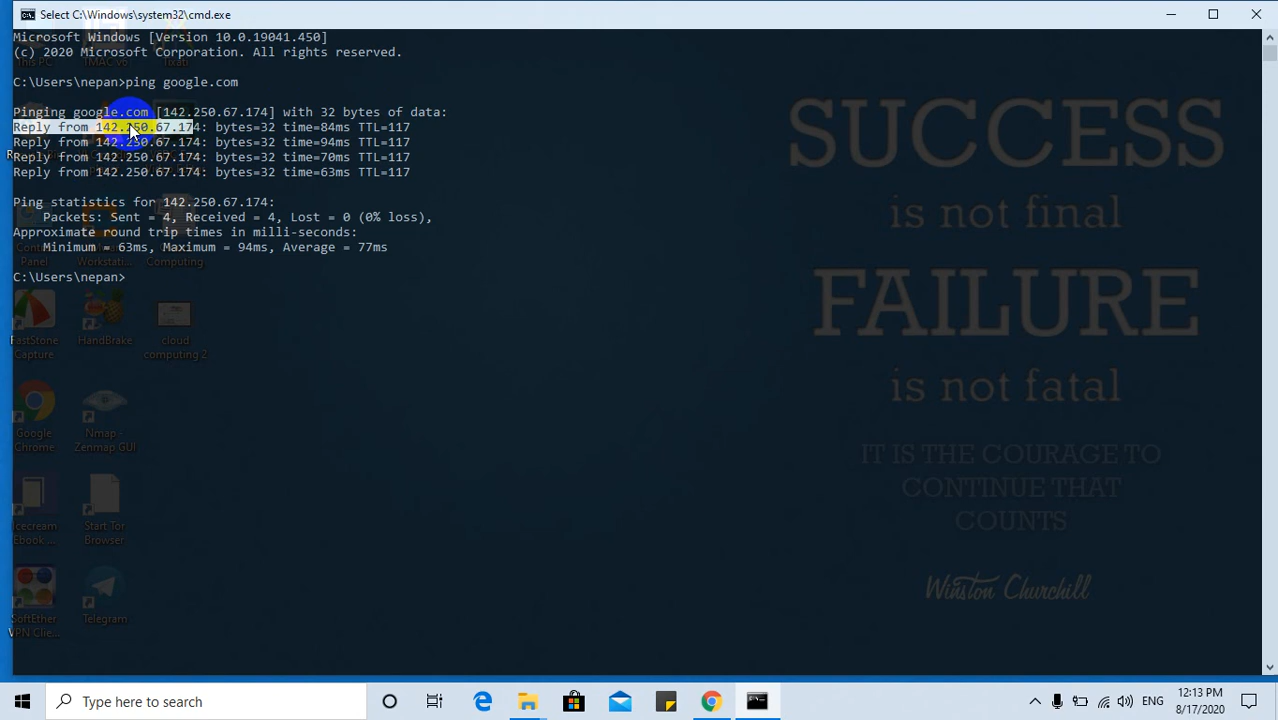 Select C:\Windows\system32\cmd.exe
Microsoft Windows [Version 10.0.19041.450]
(c) 2020 Microsoft Corporation. All rights reserved.
C:\Users\nepan>ping google.com
Pinging google.com [142.250.67.174] with 32 bytes of data:
Reply from 142.250.67.174: bytes=32 time=84ms TTL=117
Reply from 142.250.67.174: bytes=32 time=94ms TTL=117
Reply from 142.250.67.174: bytes=32 time=70ms TTL=117
Reply from 142.250.67.174: bytes=32 time=63ms TTL=117
Ping statistics for 142.250.67.174:
Packets: Sent = 4, Received = 4, Lost = 0 (0% loss),
Approximate round trip times in milli-seconds:
Minimum = 63ms, Maximum = 94ms, Average = 77ms
C:\Users\nepan>
This PC
TMAC v6
Panel
Workstati...
Computing
FastStone
Capture
HandBrake
cloud
computing 2
Google
Chrome
Nmap -
Zenmap GUI
Icecream
Ebook ...
Start Tor
Browser
SoftEther
VPN Clie...
Telegram
SUCCESS
is not final
FAILURE
is not fatal
IT IS THE COURAGE TO
CONTINUE THAT
COUNTS
Winston Churchill
Type here to search
ENG
12:13 PM
8/17/2020